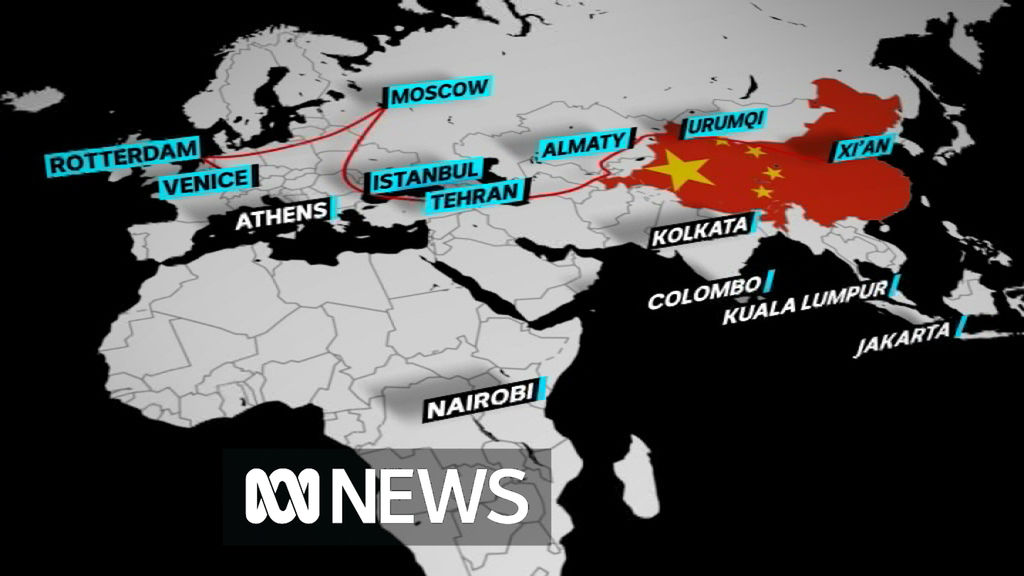 MOSCOW
ROTTERDAM
VENICE
ATHENS
ISTANBUL
TEHRAN
ALMATY
URUMQI
XI'AN
KOLKATA
COLOMBO
KUALA LUMPUR
JAKARTA
NAIROBI
NEWS